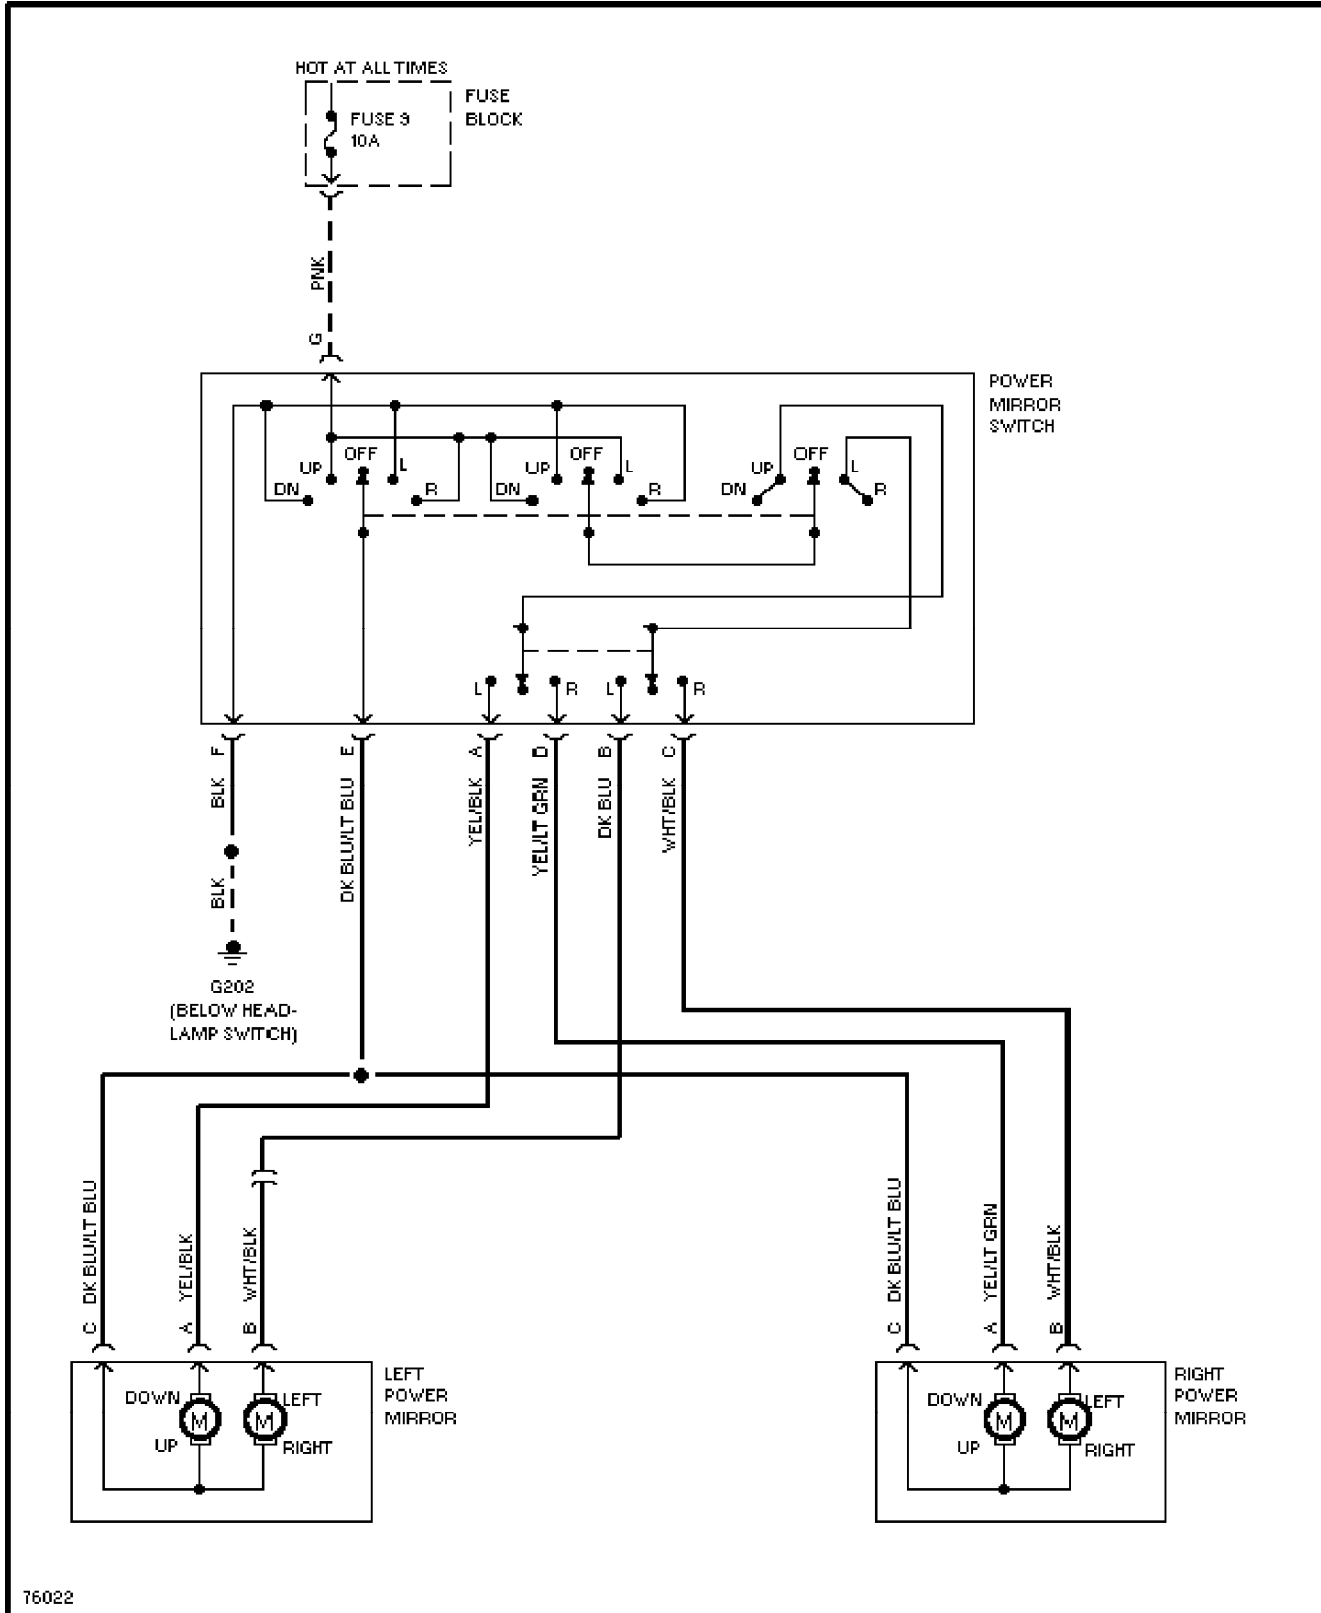 HOT AT ALL TIMES
FUSE
BLOCK
FUSE 9
10A
PNK
G
POWER
MIRROR
SWITCH
UP
OFF
L
DN
R
UP
OFF
L
DN
R
UP
OFF
L
DN
R
L
R
L
R
F
E
A
D
B
C
BLK
DK BLU/LT BLU
YEL/BLK
YEL/LT GRN
DK BLU
WHT/BLK
BLK
G202
(BELOW HEAD-
LAMP SWITCH)
DK BLU/LT BLU
YEL/BLK
WHT/BLK
DK BLU/LT BLU
YEL/LT GRN
WHT/BLK
C
A
B
C
A
B
LEFT
POWER
MIRROR
DOWN
M
UP
LEFT
M
RIGHT
RIGHT
POWER
MIRROR
DOWN
M
UP
LEFT
M
RIGHT
76022